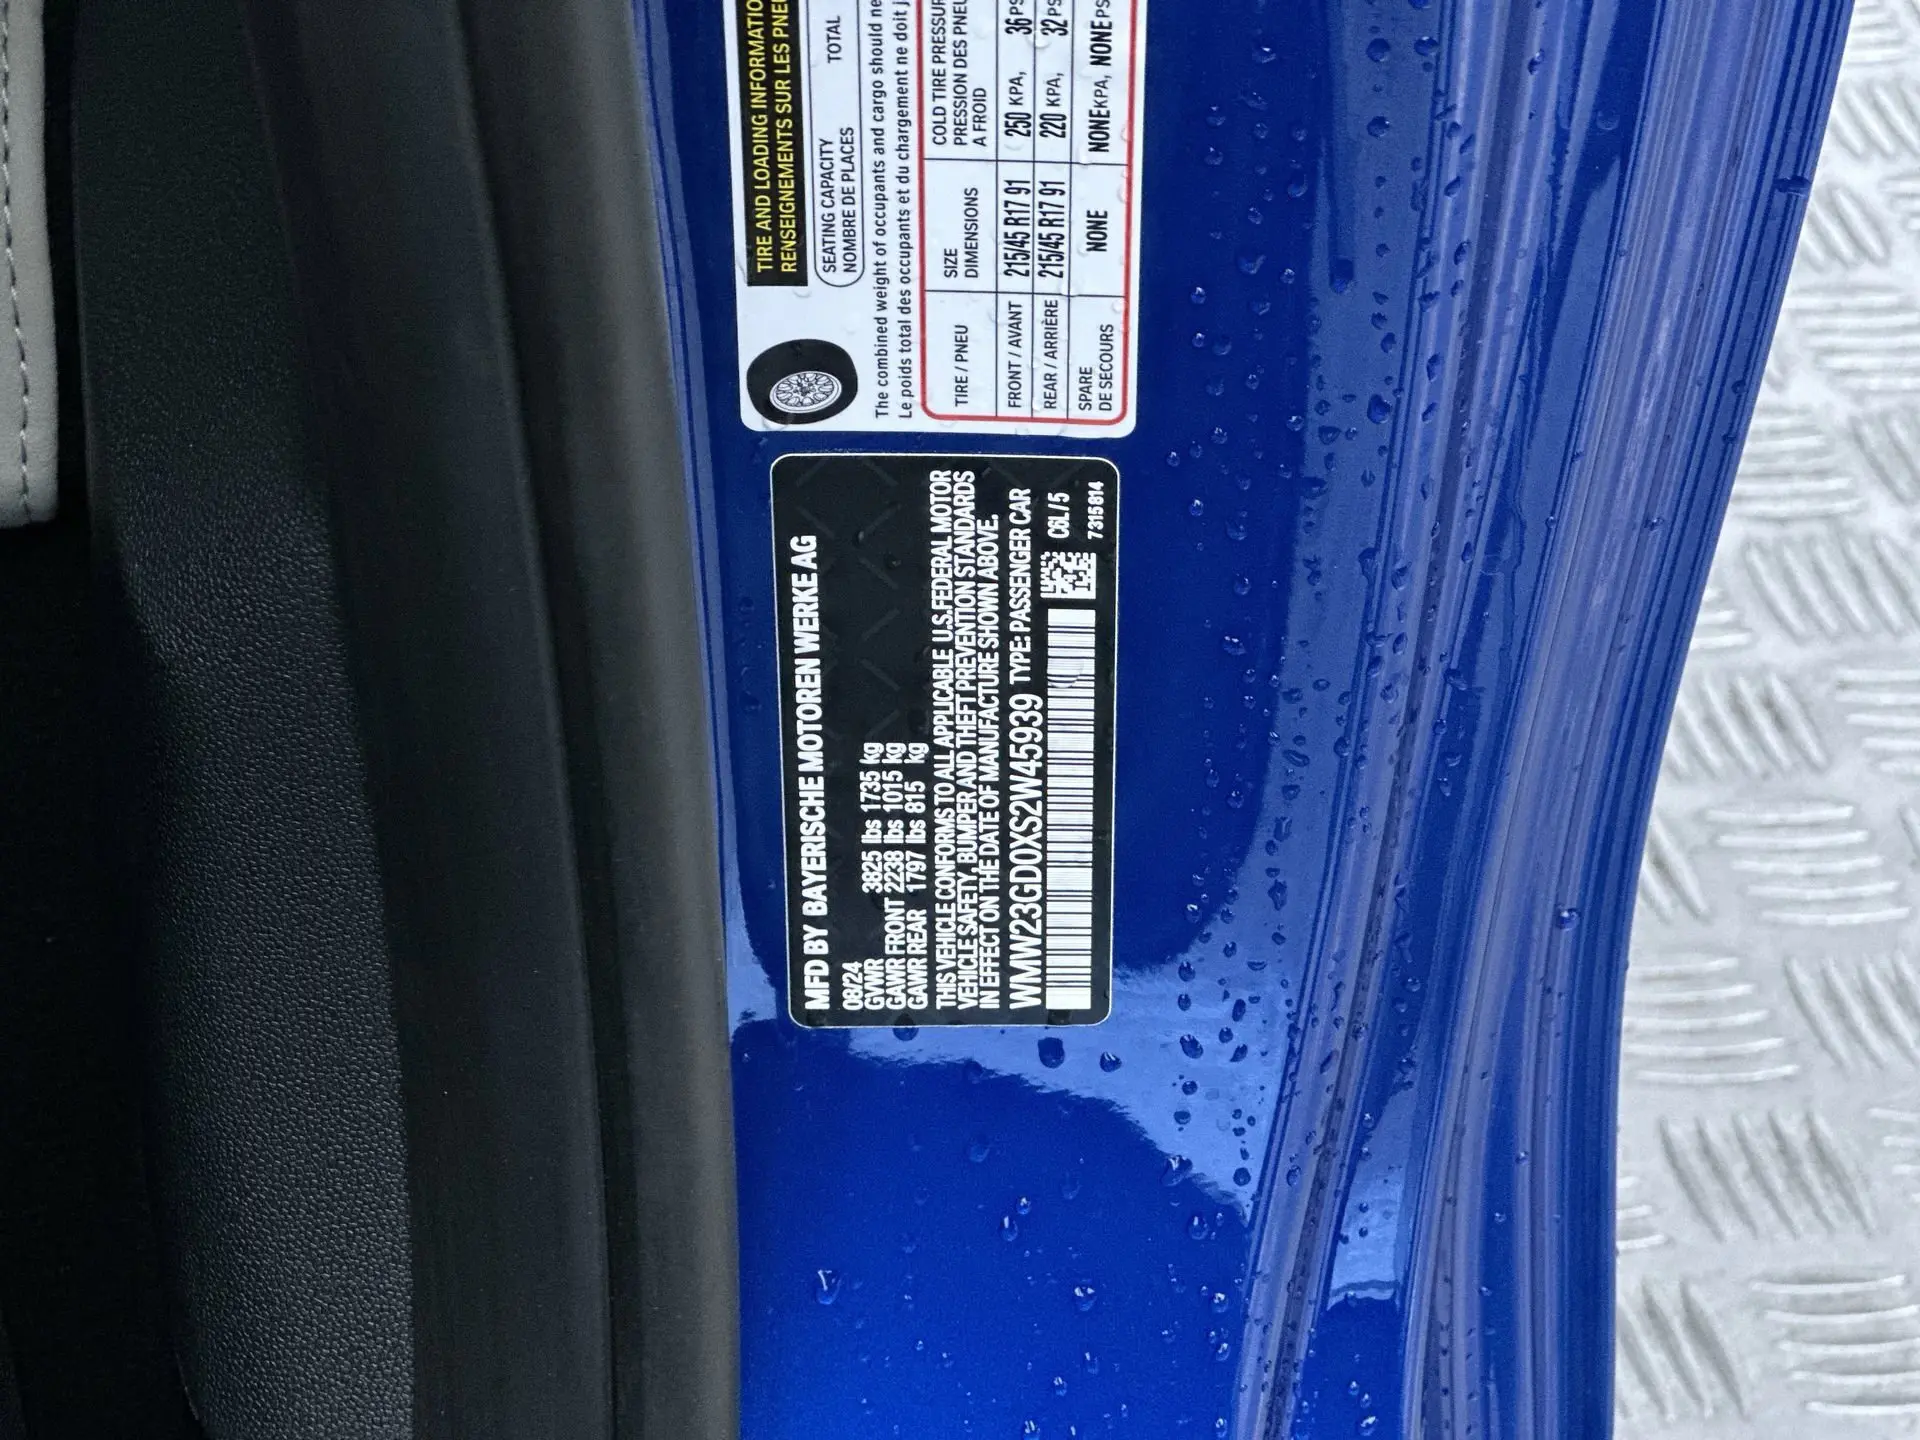 TIRE AND LOADING INFORMATIO
RENSEIGNEMENTS SUR LES PNE
SEATING CAPACITY
NOMBRE DE PLACES
TOTAL
The combined weight of occupants and cargo should ne
Le poids total des occupants et du chargement ne doit j
TIRE / PNEU
SIZE
DIMENSIONS
COLD TIRE PRESSUR
PRESSION DES PNEU
A FROID
FRONT / AVANT 215/45 R17 91 250 KPA, 36 PS
REAR / ARRIÈRE 215/45 R17 91 220 KPA, 32 PS
SPARE
DE SECOURS
NONE NONE KPA, NONE PS
MFD BY BAYERISCHE MOTOREN WERKE AG
08/24
GVWR 3825 lbs 1735 kg
GAWR FRONT 2238 lbs 1015 kg
GAWR REAR 1797 lbs 815 kg
THIS VEHICLE CONFORMS TO ALL APPLICABLE U.S.FEDERAL MOTOR
VEHICLE SAFETY, BUMPER,AND THEFT PREVENTION STANDARDS
IN EFFECT ON THE DATE OF MANUFACTURE SHOWN ABOVE.
WMW23GD0XS2W45939 TYPE: PASSENGER CAR
C6L / 5
7315814